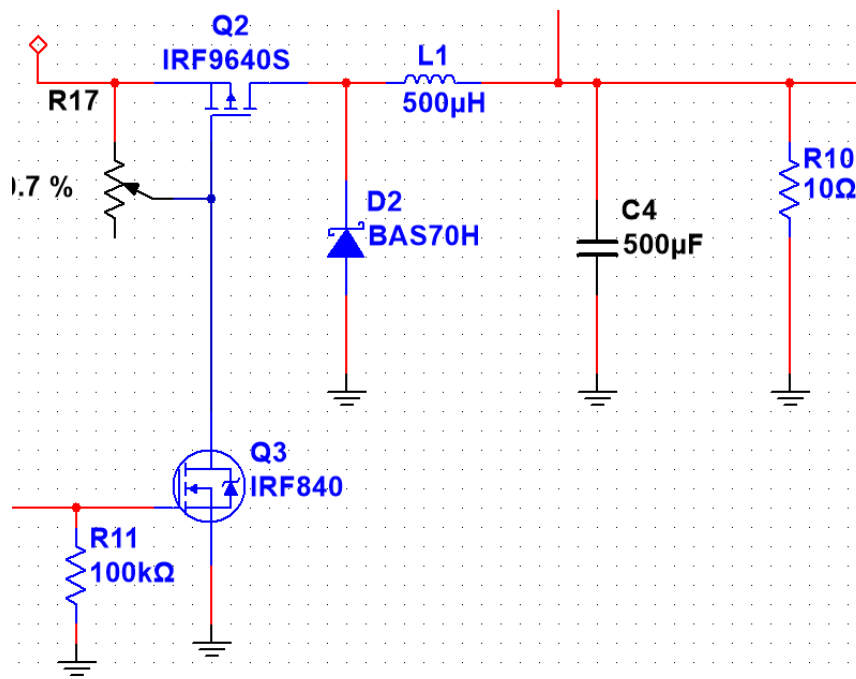 Q2
IRF9640S
L1
500µH
R17
.7 %
D2
BAS70H
C4
500µF
R10
10Ω
Q3
IRF840
R11
100kΩ